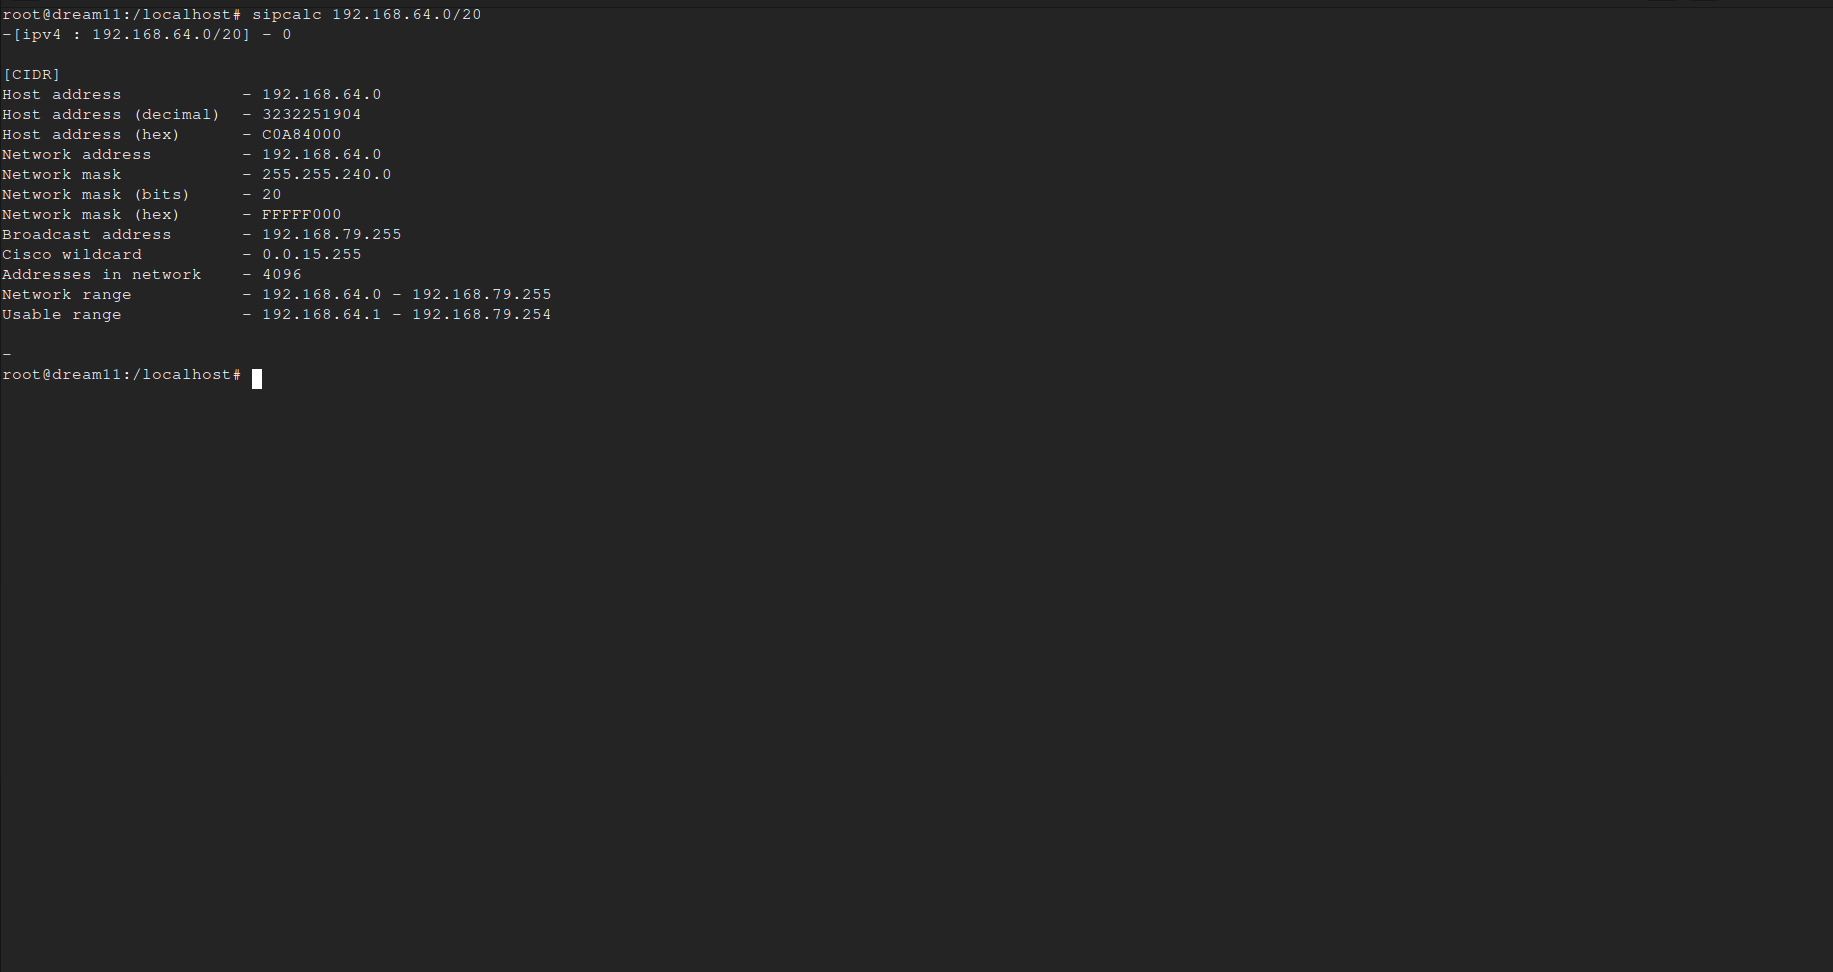 root@dream11:/localhost# sipcalc 192.168.64.0/20
-[ipv4 : 192.168.64.0/20] - 0
[CIDR]
Host address            - 192.168.64.0
Host address (decimal)  - 3232251904
Host address (hex)      - C0A84000
Network address         - 192.168.64.0
Network mask            - 255.255.240.0
Network mask (bits)     - 20
Network mask (hex)      - FFFFF000
Broadcast address       - 192.168.79.255
Cisco wildcard          - 0.0.15.255
Addresses in network    - 4096
Network range           - 192.168.64.0 - 192.168.79.255
Usable range            - 192.168.64.1 - 192.168.79.254
-
root@dream11:/localhost#